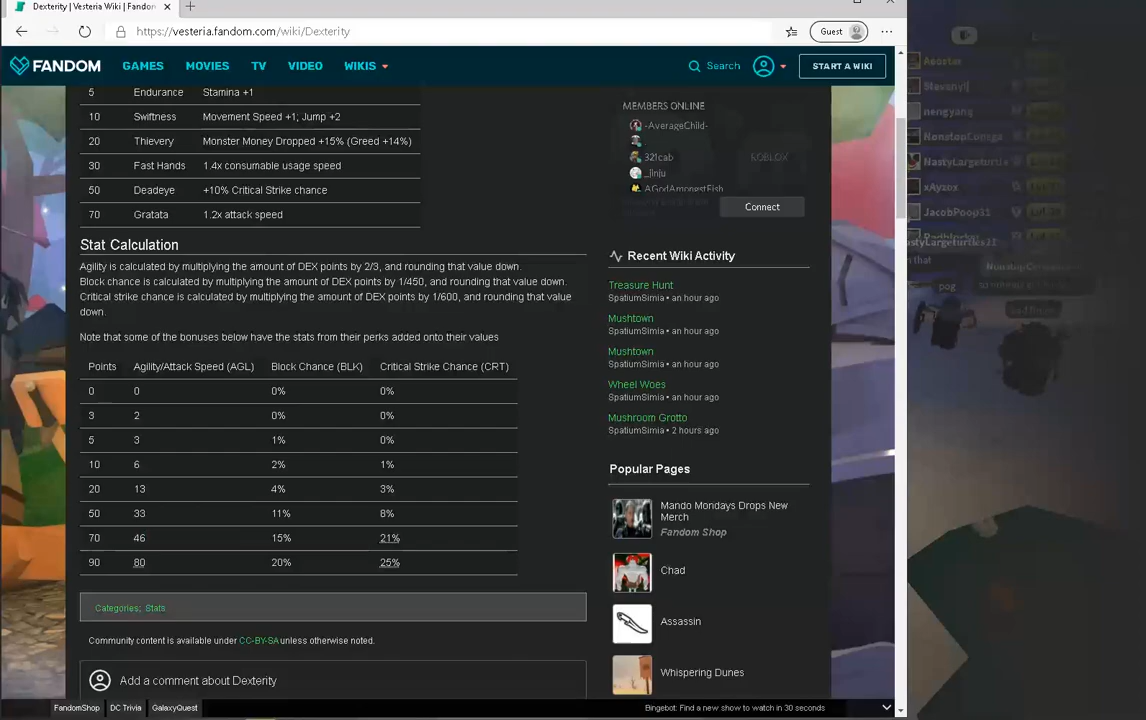 Dexterity | Vesteria Wiki | Fandom
https://vesteria.fandom.com/wiki/Dexterity
Guest
FANDOM GAMES MOVIES TV VIDEO WIKIS Search START A WIKI
5 Endurance Stamina +1
10 Swiftness Movement Speed +1; Jump +2
20 Thievery Monster Money Dropped +15% (Greed +14%)
30 Fast Hands 1.4x consumable usage speed
50 Deadeye +10% Critical Strike chance
70 Gratata 1.2x attack speed
Stat Calculation
Agility is calculated by multiplying the amount of DEX points by 2/3, and rounding that value down.
Block chance is calculated by multiplying the amount of DEX points by 1/450, and rounding that value down.
Critical strike chance is calculated by multiplying the amount of DEX points by 1/600, and rounding that value
down.
Note that some of the bonuses below have the stats from their perks added onto their values
Points Agility/Attack Speed (AGL) Block Chance (BLK) Critical Strike Chance (CRT)
0 0 0% 0%
3 2 0% 0%
5 3 1% 0%
10 6 2% 1%
20 13 4% 3%
50 33 11% 8%
70 46 15% 21%
90 80 20% 25%
Categories: Stats
Community content is available under CC-BY-SA unless otherwise noted.
Add a comment about Dexterity
MEMBERS ONLINE
-AverageChild-
321cab
_jinju
AGodAmongstFish
ROBLOX
Connect
Recent Wiki Activity
Treasure Hunt
SpatiumSimia • an hour ago
Mushtown
SpatiumSimia • an hour ago
Mushtown
SpatiumSimia • an hour ago
Wheel Woes
SpatiumSimia • an hour ago
Mushroom Grotto
SpatiumSimia • 2 hours ago
Popular Pages
Mando Mondays Drops New
Merch
Fandom Shop
Chad
Assassin
Whispering Dunes
FandomShop DC Trivia GalaxyQuest Bingebot: Find a new show to watch in 30 seconds
nengyang
NastyLargeturtle
xAyzox
JacobPoop31
pog